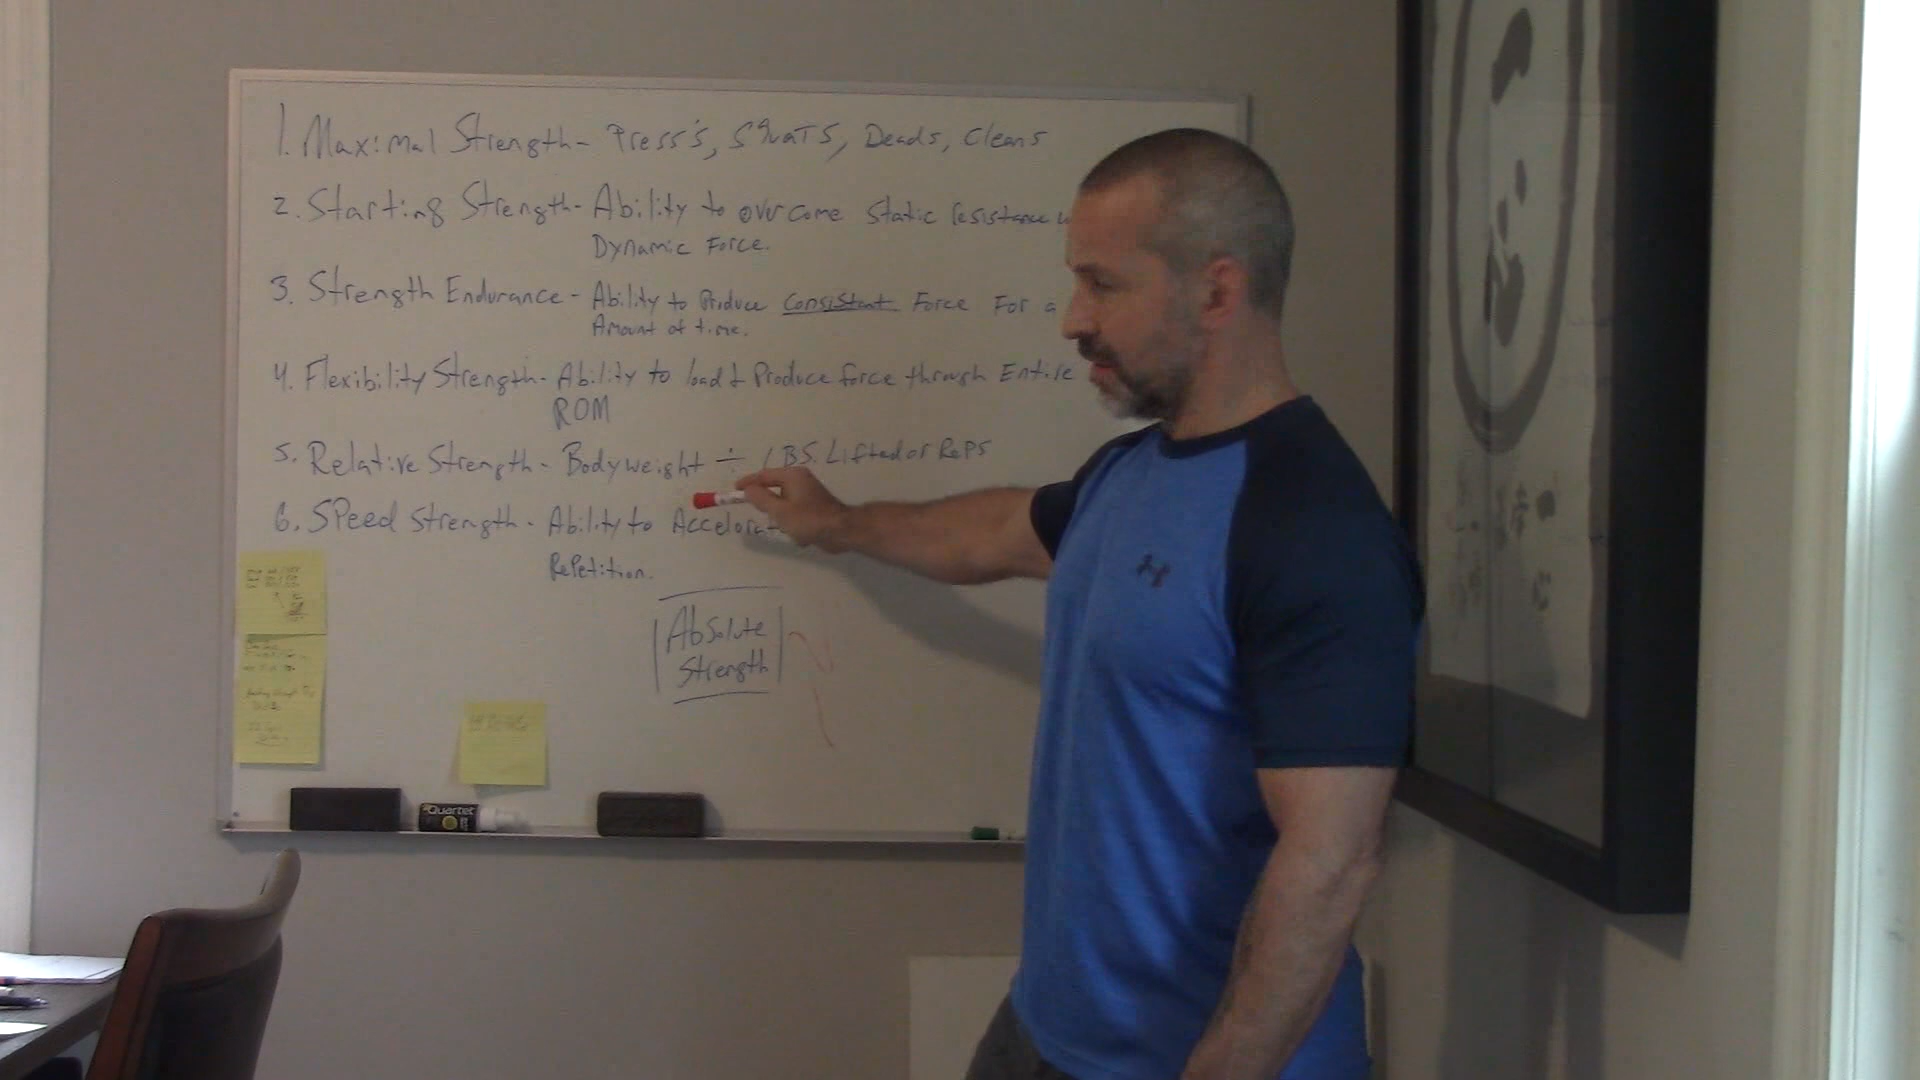 1. Maximal Strength - Press's, Squats, Deads, Cleans
2. Starting Strength - Ability to overcome static resistance
Dynamic Force.
3. Strength Endurance - Ability to Produce Consistant Force For a
Amount of time.
4. Flexibility Strength - Ability to load & Produce force through Entire
ROM
5. Relative Strength - Bodyweight ÷ LBS. Lifted or Reps
6. Speed Strength - Ability to
Repetition.
Absolute
Strength
Quartet